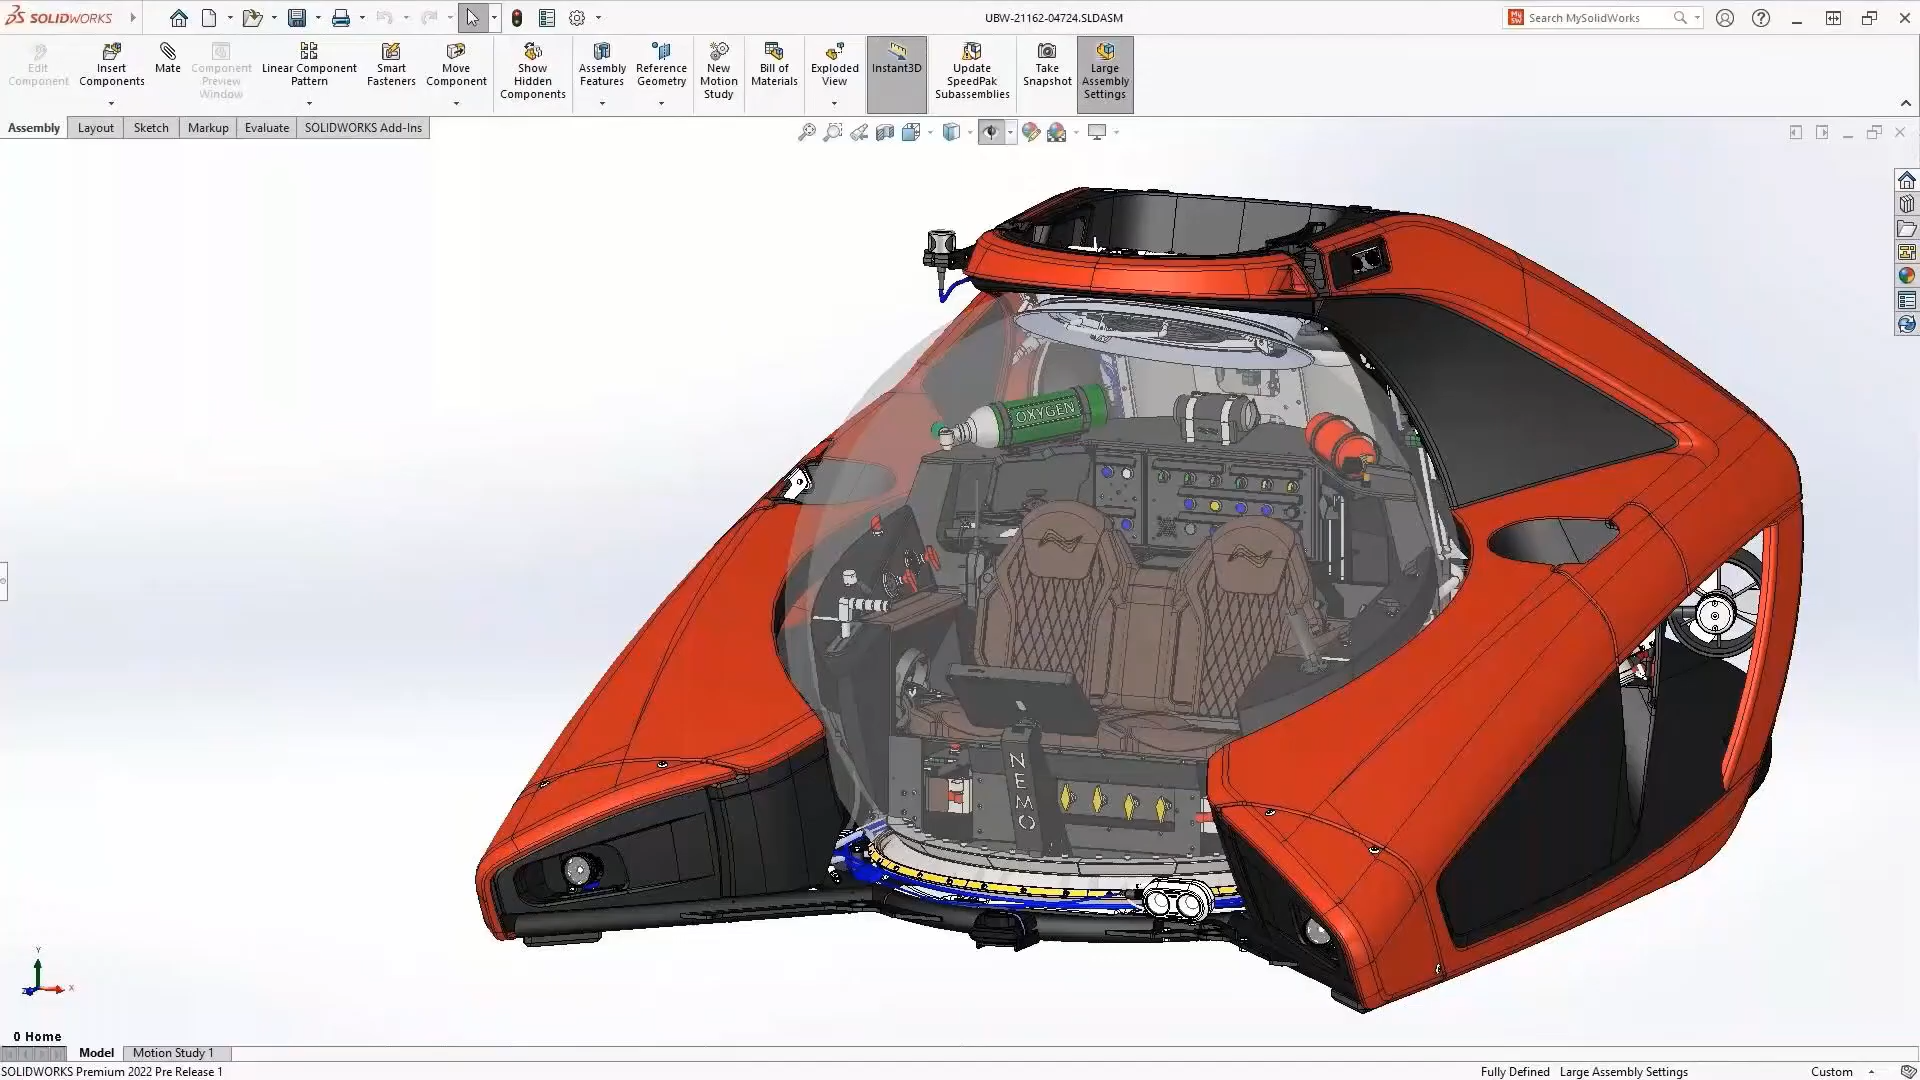 SOLIDWORKS
UBW-21162-04724.SLDASM
Search MySolidWorks
Edit Component
Insert Components
Mate
Component Preview Window
Linear Component Pattern
Smart Fasteners
Move Component
Show Hidden Components
Assembly Features
Reference Geometry
New Motion Study
Bill of Materials
Exploded View
Instant3D
Update SpeedPak Subassemblies
Take Snapshot
Large Assembly Settings
Assembly
Layout
Sketch
Markup
Evaluate
SOLIDWORKS Add-Ins
OXYGEN
NEMO
Y
Z
X
0 Home
Model
Motion Study 1
SOLIDWORKS Premium 2022 Pre Release 1
Fully Defined
Large Assembly Settings
Custom